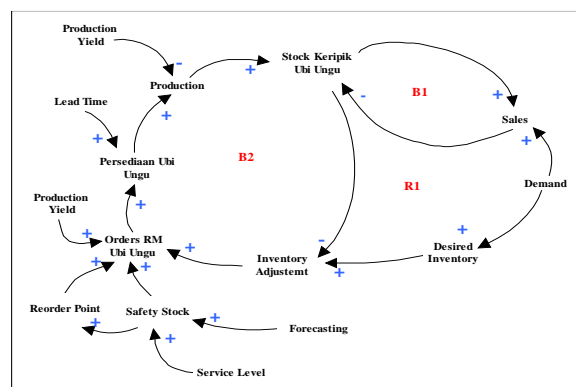 Production
Yield
-
Production
+
Stock Keripik
Ubi Ungu
-
B1
+
Sales
+
Lead Time
+
+
Persediaan Ubi
Ungu
B2
R1
Demand
Production
Yield
+
+
Orders RM
Ubi Ungu
+
+
+
-
Inventory
Adjustemt
+
+
Desired
Inventory
Reorder Point
+
Safety Stock
+
Forecasting
+
Service Level